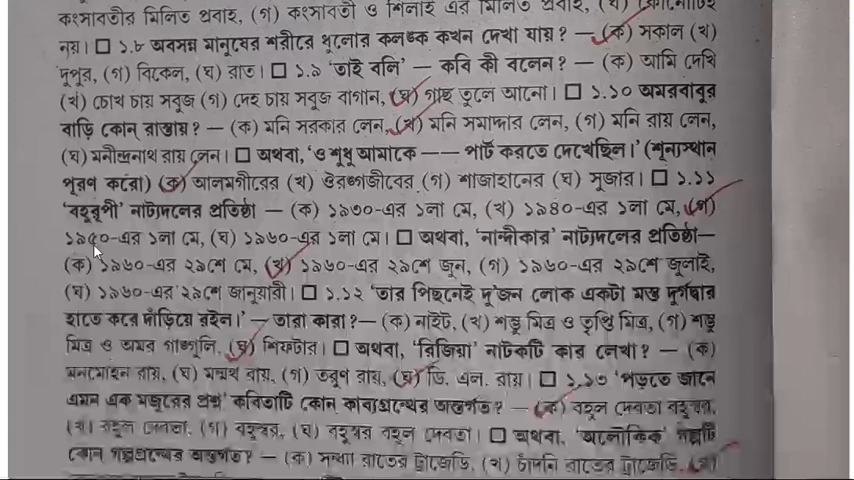 কংসাবতীর মিলিত প্রবাহ, (গ) কংসাবতী ও শিলাই এর মিলিত প্রবাহ, (ঘ) কোনোটিই
নয়। □ ১.৮ অবসন্ন মানুষের শরীরে ধুলোর কলঙ্ক কখন দেখা যায়? — (ক) সকাল (খ)
দুপুর, (গ) বিকেল, (ঘ) রাত। □ ১.৯ 'তাই বলি' — কবি কী বলেন? — (ক) আমি দেখি
(খ) চোখ চায় সবুজ (গ) দেহ চায় সবুজ বাগান, (ঘ) গাছ তুলে আনো। □ ১.১০ অমরবাবুর
বাড়ি কোন্ রাস্তায়? — (ক) মনি সরকার লেন, (খ) মনি সমাদ্দার লেন, (গ) মনি রায় লেন,
(ঘ) মনীন্দ্রনাথ রায় লেন। □ অথবা, 'ও শুধু আমাকে —— পার্ট করতে দেখেছিল।' (শূন্যস্থান
পূরণ করো) (ক) আলমগীরের (খ) ঔরঙ্গজীবের (গ) শাজাহানের (ঘ) সুজার। □ ১.১১
'বহুরূপী' নাট্যদলের প্রতিষ্ঠা — (ক) ১৯৩০-এর ১লা মে, (খ) ১৯৪০-এর ১লা মে, (গ)
১৯৫০-এর ১লা মে, (ঘ) ১৯৬০-এর ১লা মে। □ অথবা, 'নান্দীকার' নাট্যদলের প্রতিষ্ঠা—
(ক) ১৯৬০-এর ২৯শে মে, (খ) ১৯৬০-এর ২৯শে জুন, (গ) ১৯৬০-এর ২৯শে জুলাই,
(ঘ) ১৯৬০-এর ২৯শে জানুয়ারী। □ ১.১২ 'তার পিছনেই দু'জন লোক একটা মস্ত দুর্গদ্বার
হাতে করে দাঁড়িয়ে রইল।' — তারা কারা?— (ক) নাইট, (খ) শম্ভু মিত্র ও তৃপ্তি মিত্র, (গ) শম্ভু
মিত্র ও অমর গাঙ্গুলি, (ঘ) শিফটার। □ অথবা, 'রিজিয়া' নাটকটি কার লেখা? — (ক)
মনমোহন রায়, (খ) মন্মথ রায়, (গ) তরুণ রায়, (ঘ) ডি. এল. রায়। □ ১.১৩ 'পড়তে জানে
এমন এক মজুরের প্রশ্ন' কবিতাটি কোন কাব্যগ্রন্থের অন্তর্গত? — (ক) বহুল দেবতা বহুস্বর,
(খ) বহুল দেবতা, (গ) বহুস্বর, (ঘ) বহুস্বর বহুল দেবতা। □ অথবা, 'অলৌকিক' গল্পটি
কোন গল্পগ্রন্থের অন্তর্গত? — (ক) সন্ধ্যা রাতের ট্রাজেডি, (খ) চাঁদনি রাতের ট্রাজেডি, (গ)